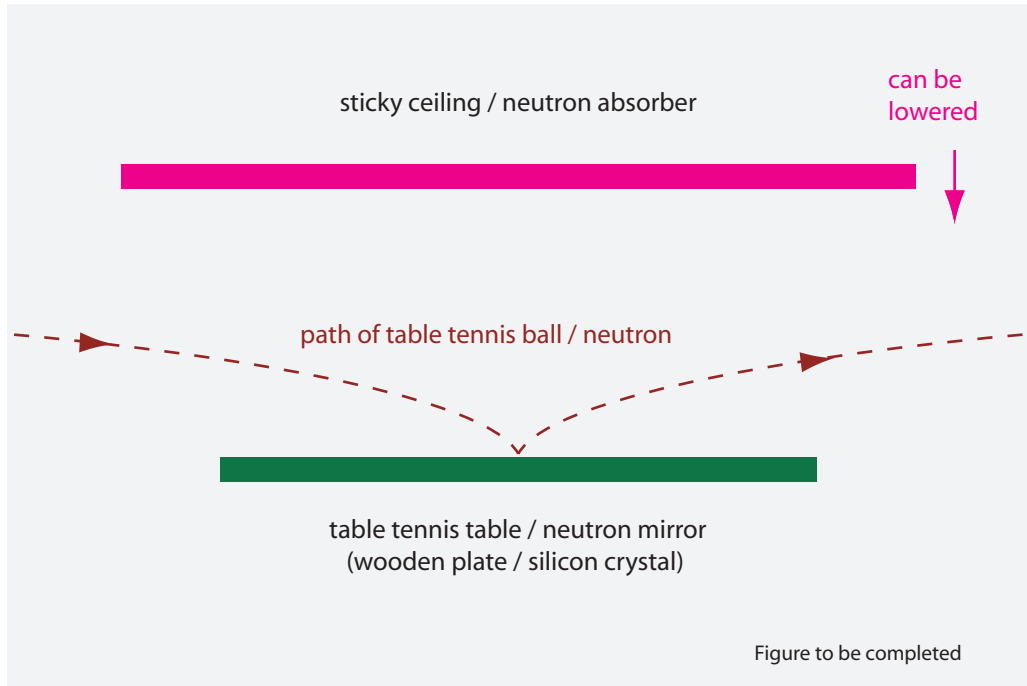 sticky ceiling / neutron absorber
can be
lowered
path of table tennis ball / neutron
table tennis table / neutron mirror
(wooden plate / silicon crystal)
Figure to be completed